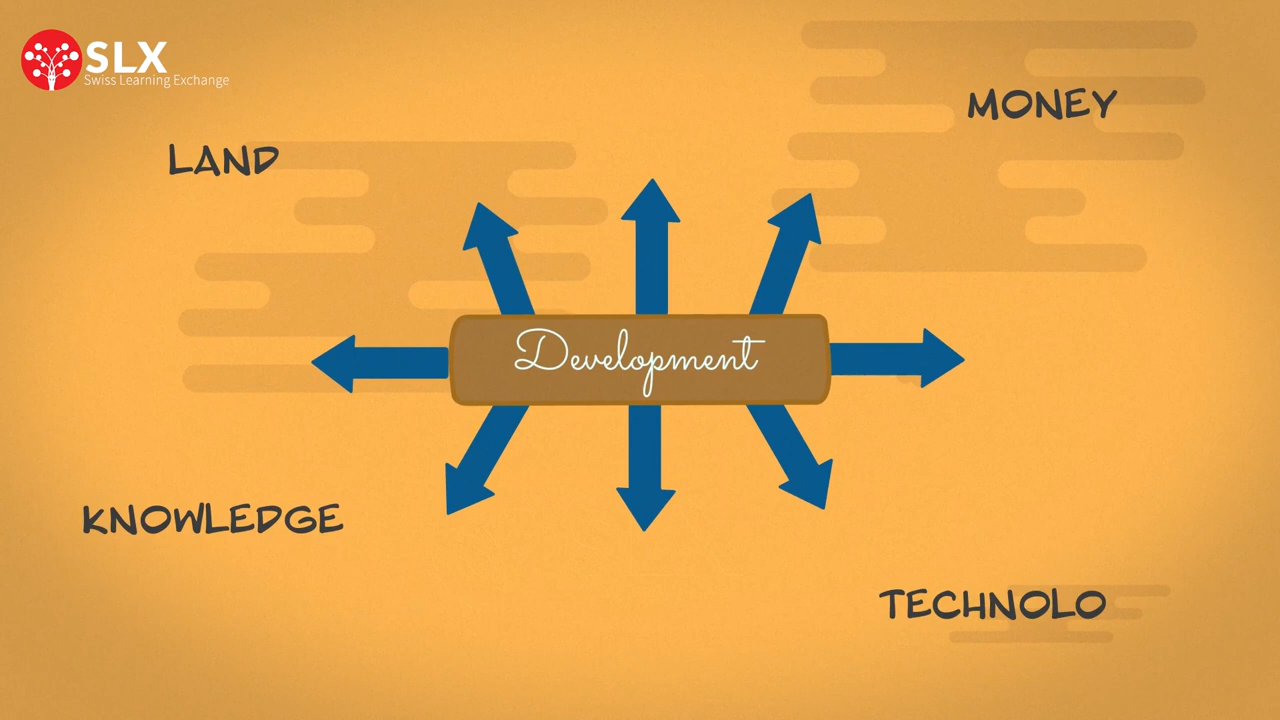 SLX
Swiss Learning Exchange
MONEY
LAND
Development
KNOWLEDGE
TECHNOLO